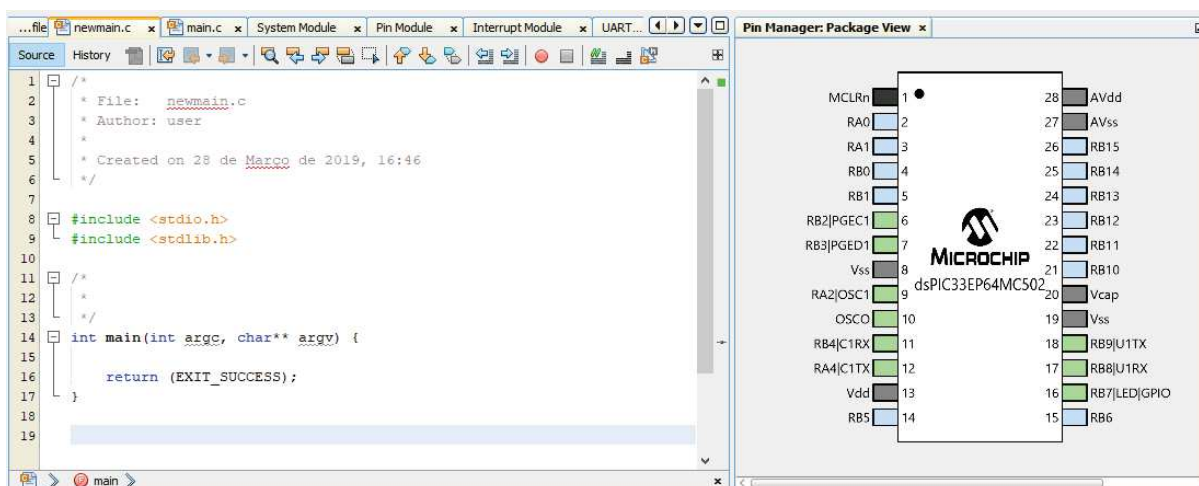 ...file newmain.c x main.c x System Module x Pin Module x Interrupt Module x UART...
Source History
1 /*
2 * File: newmain.c
3 * Author: user
4 *
5 * Created on 28 de Março de 2019, 16:46
6 */
7
8 #include <stdio.h>
9 #include <stdlib.h>
10
11 /*
12 *
13 */
14 int main(int argc, char** argv) {
15
16 return (EXIT_SUCCESS);
17 }
18
19
main
Pin Manager: Package View x
MCLRn 1 28 AVdd
RA0 2 27 AVss
RA1 3 26 RB15
RB0 4 25 RB14
RB1 5 24 RB13
RB2|PGEC1 6 23 RB12
RB3|PGED1 7 22 RB11
Vss 8 21 RB10
RA2|OSC1 9 20 Vcap
OSCO 10 19 Vss
RB4|C1RX 11 18 RB9|U1TX
RA4|C1TX 12 17 RB8|U1RX
Vdd 13 16 RB7|LED|GPIO
RB5 14 15 RB6
MICROCHIP
dsPIC33EP64MC502